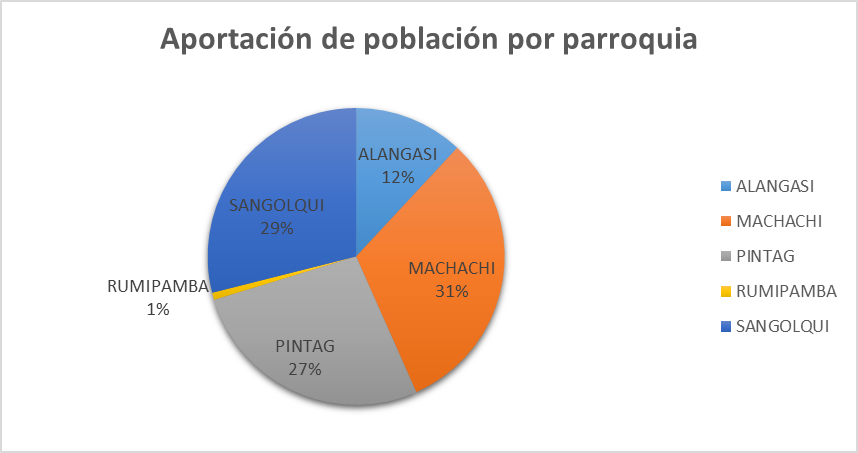 Aportación de población por parroquia
ALANGASI
12%
MACHACHI
31%
PINTAG
27%
RUMIPAMBA
1%
SANGOLQUI
29%
ALANGASI
MACHACHI
PINTAG
RUMIPAMBA
SANGOLQUI